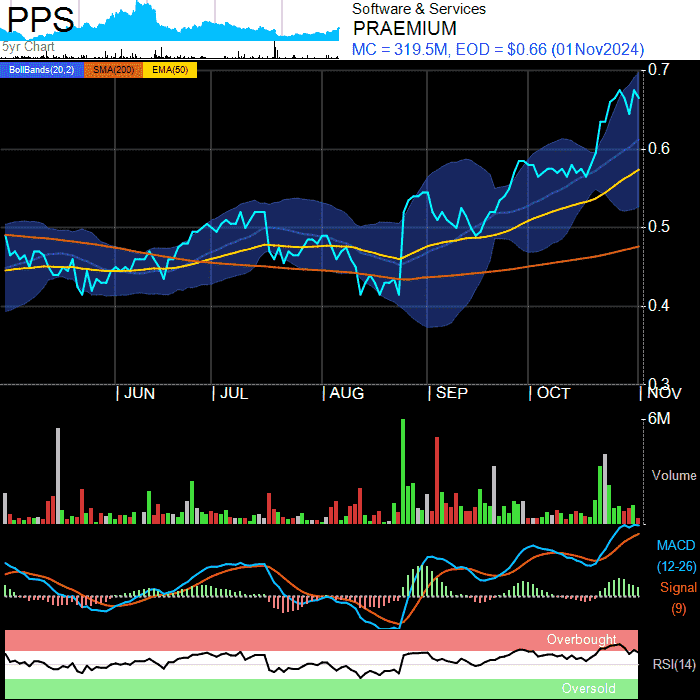 PPS
5yr Chart
Software & Services
PRAEMIUM
MC = 319.5M, EOD = $0.66 (01Nov2024)
BollBands(20,2) SMA(200) EMA(50)
0.7
0.6
0.5
0.4
0.3
JUN JUL AUG SEP OCT NOV
6M
Volume
MACD
(12-26)
Signal
(9)
Overbought
RSI(14)
Oversold